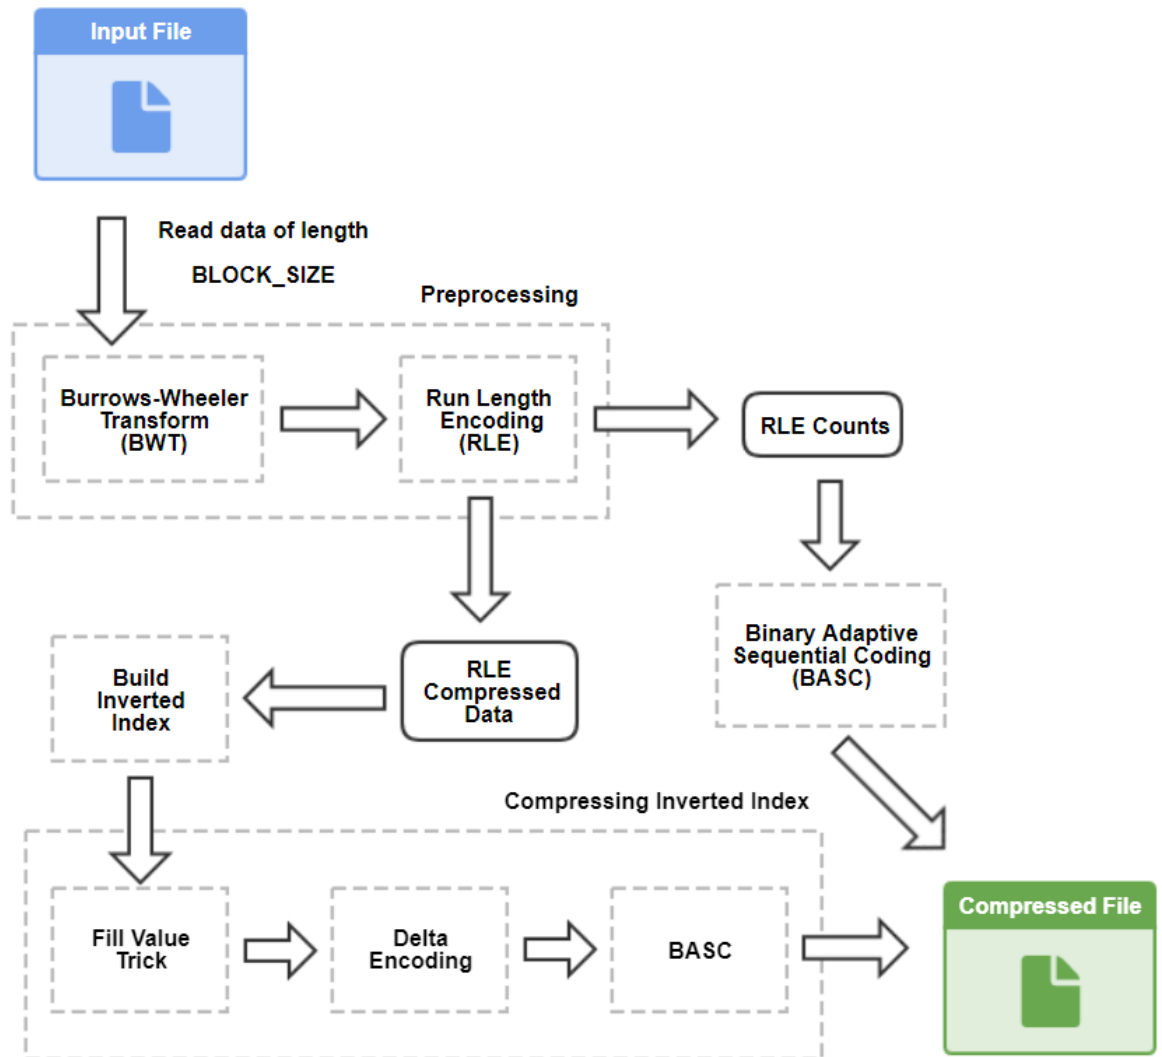 Input File
Read data of length
BLOCK_SIZE
Preprocessing
Burrows-Wheeler
Transform
(BWT)
Run Length
Encoding
(RLE)
RLE Counts
Binary Adaptive
Sequential Coding
(BASC)
RLE
Compressed
Data
Build
Inverted
Index
Compressing Inverted Index
Fill Value
Trick
Delta
Encoding
BASC
Compressed File